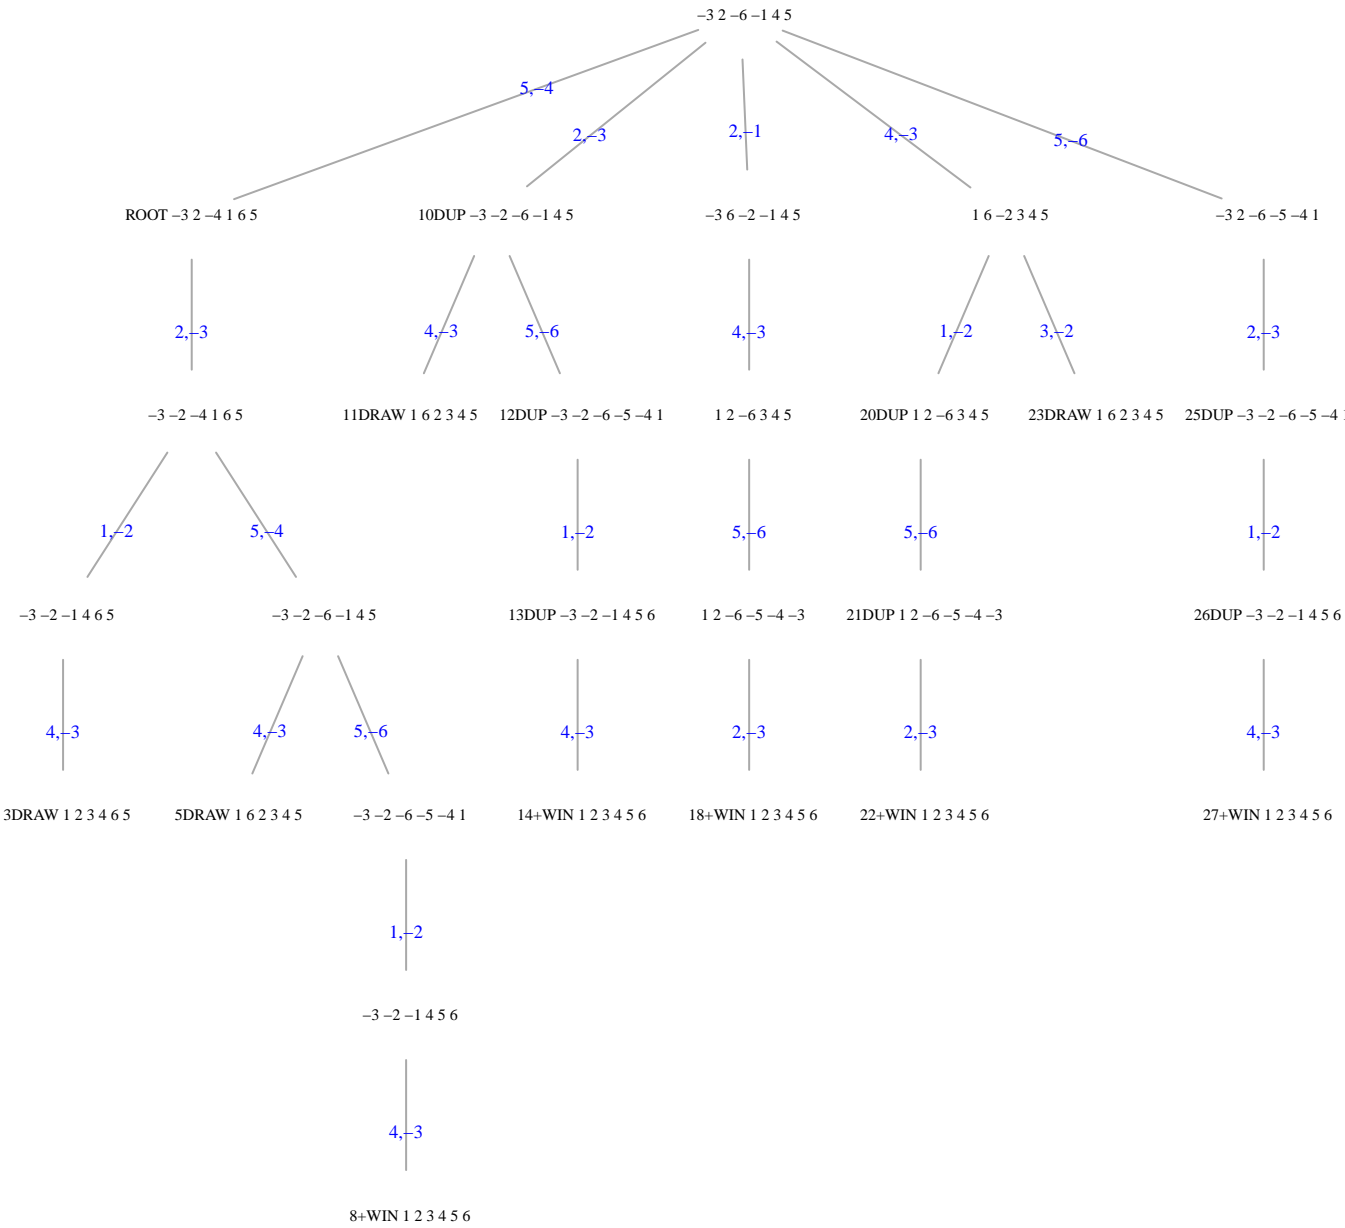 −3 2 −6 −1 4 5
5,−4
2,−3
2,−1
4,−3
5,−6
ROOT −3 2 −4 1 6 5
10DUP −3 −2 −6 −1 4 5
−3 6 −2 −1 4 5
1 6 −2 3 4 5
−3 2 −6 −5 −4 1
2,−3
4,−3
5,−6
4,−3
1,−2
3,−2
2,−3
−3 −2 −4 1 6 5
11DRAW 1 6 2 3 4 5
12DUP −3 −2 −6 −5 −4 1
1 2 −6 3 4 5
20DUP 1 2 −6 3 4 5
23DRAW 1 6 2 3 4 5
25DUP −3 −2 −6 −5 −4
1,−2
5,−4
1,−2
5,−6
5,−6
1,−2
−3 −2 −1 4 6 5
−3 −2 −6 −1 4 5
13DUP −3 −2 −1 4 5 6
1 2 −6 −5 −4 −3
21DUP 1 2 −6 −5 −4 −3
26DUP −3 −2 −1 4 5 6
4,−3
4,−3
5,−6
4,−3
2,−3
2,−3
4,−3
3DRAW 1 2 3 4 6 5
5DRAW 1 6 2 3 4 5
−3 −2 −6 −5 −4 1
14+WIN 1 2 3 4 5 6
18+WIN 1 2 3 4 5 6
22+WIN 1 2 3 4 5 6
27+WIN 1 2 3 4 5 6
1,−2
−3 −2 −1 4 5 6
4,−3
8+WIN 1 2 3 4 5 6